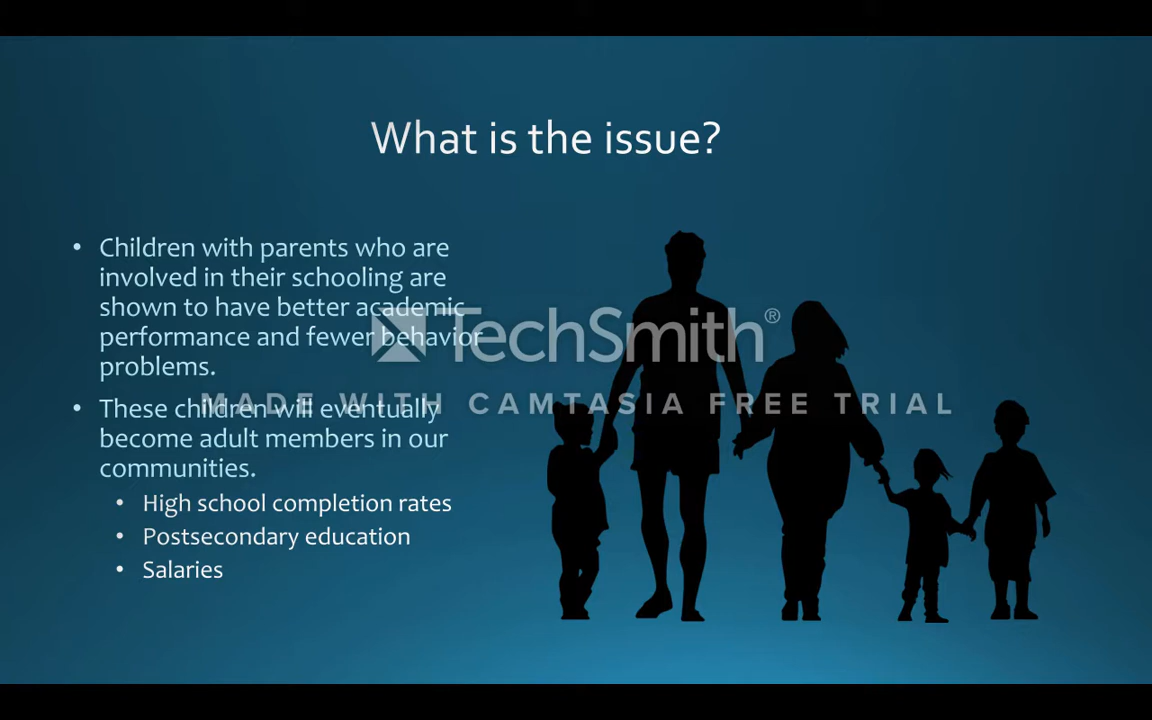 What is the issue?
• Children with parents who are
involved in their schooling are
shown to have better academic
performance and fewer behavior
problems.
• These children will eventually
become adult members in our
communities.
• High school completion rates
• Postsecondary education
• Salaries
TechSmith®
MADE WITH CAMTASIA FREE TRIAL